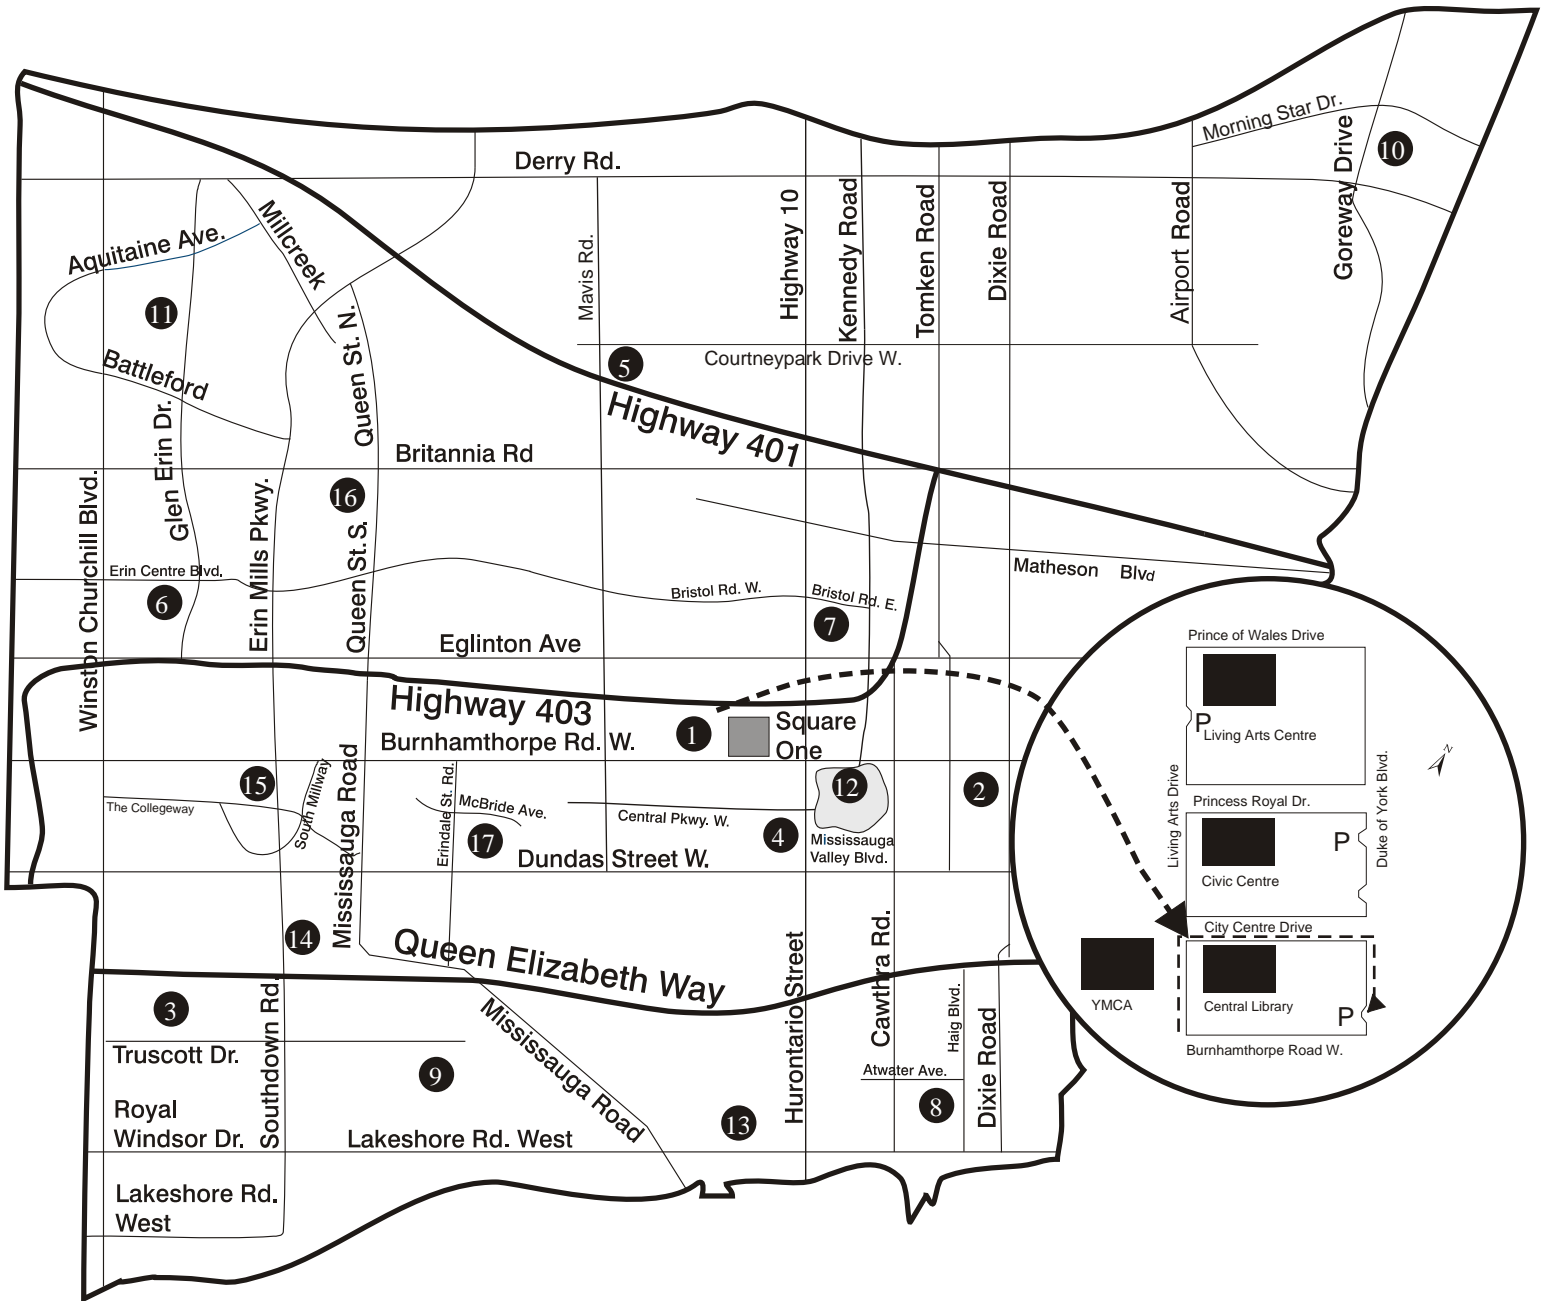 Morning Star Dr.
Goreway Drive
10
Derry Rd.
Highway 10
Kennedy Road
Tomken Road
Dixie Road
Airport Road
Mavis Rd.
Millcreek
Aquitaine Ave.
11
Queen St. N.
5
Courtneypark Drive W.
Battleford
Glen Erin Dr.
Highway 401
Britannia Rd
16
Winston Churchill Blvd.
Erin Mills Pkwy.
Queen St. S.
Erin Centre Blvd.
6
Matheson Blvd
Bristol Rd. W.
Bristol Rd. E.
7
Eglinton Ave
Highway 403
Burnhamthorpe Rd. W.
1
Square
One
15
The Collegeway
South Millway
Mississauga Road
Erindale St. Rd.
McBride Ave.
17
Central Pkwy. W.
4
12
2
Mississauga
Valley Blvd.
Dundas Street W.
14
Queen Elizabeth Way
Hurontario Street
Cawthra Rd.
Haig Blvd.
Dixie Road
3
Truscott Dr.
Southdown Rd.
9
Mississauga Road
Atwater Ave.
8
13
Royal
Windsor Dr.
Lakeshore Rd. West
Lakeshore Rd.
West
Prince of Wales Drive
P
Living Arts Centre
N
Living Arts Drive
Duke of York Blvd.
Princess Royal Dr.
P
Civic Centre
City Centre Drive
YMCA
Central Library
P
Burnhamthorpe Road W.